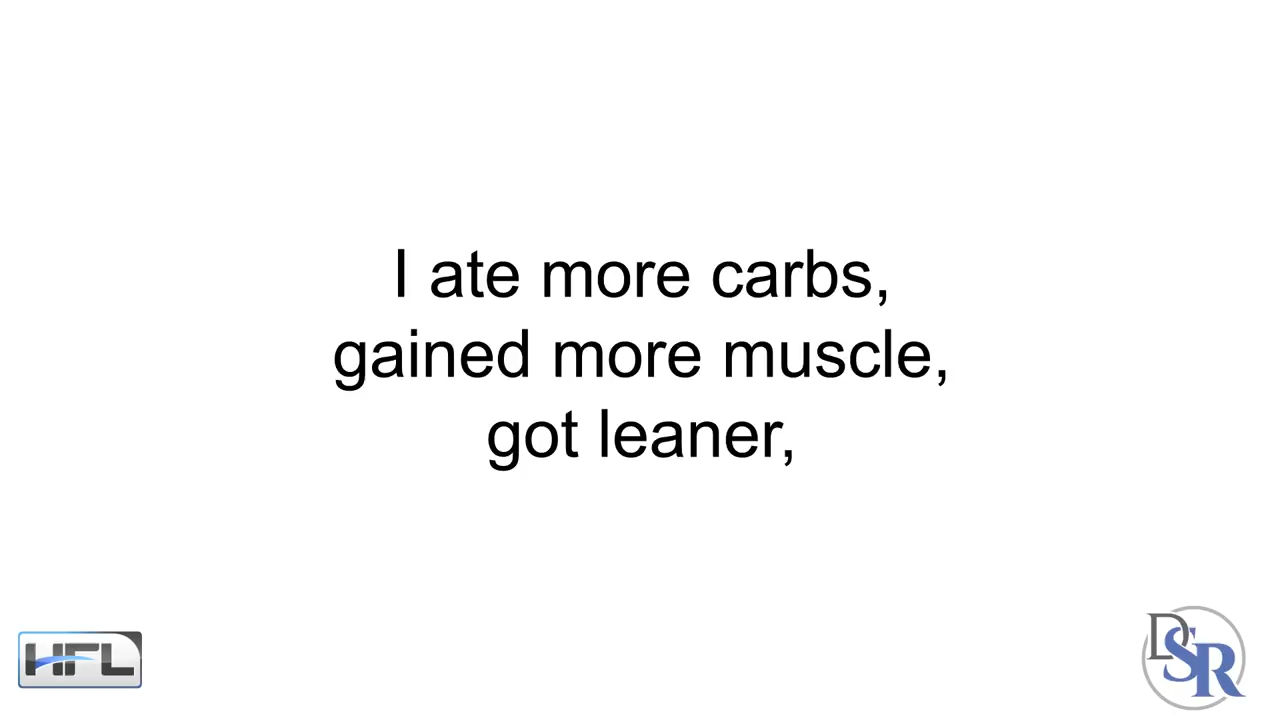 I ate more carbs,
gained more muscle,
got leaner,
HFL
DSR